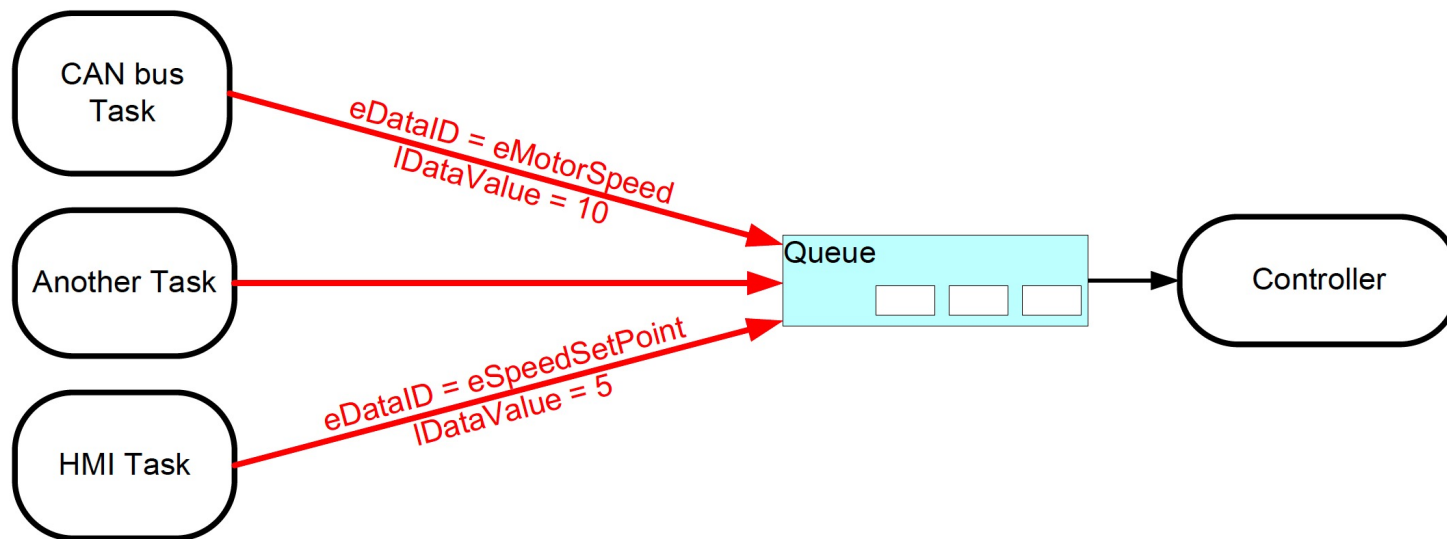 CAN bus
Task
eDataID = eMotorSpeed
lDataValue = 10
Another Task
Queue
Controller
eDataID = eSpeedSetPoint
lDataValue = 5
HMI Task